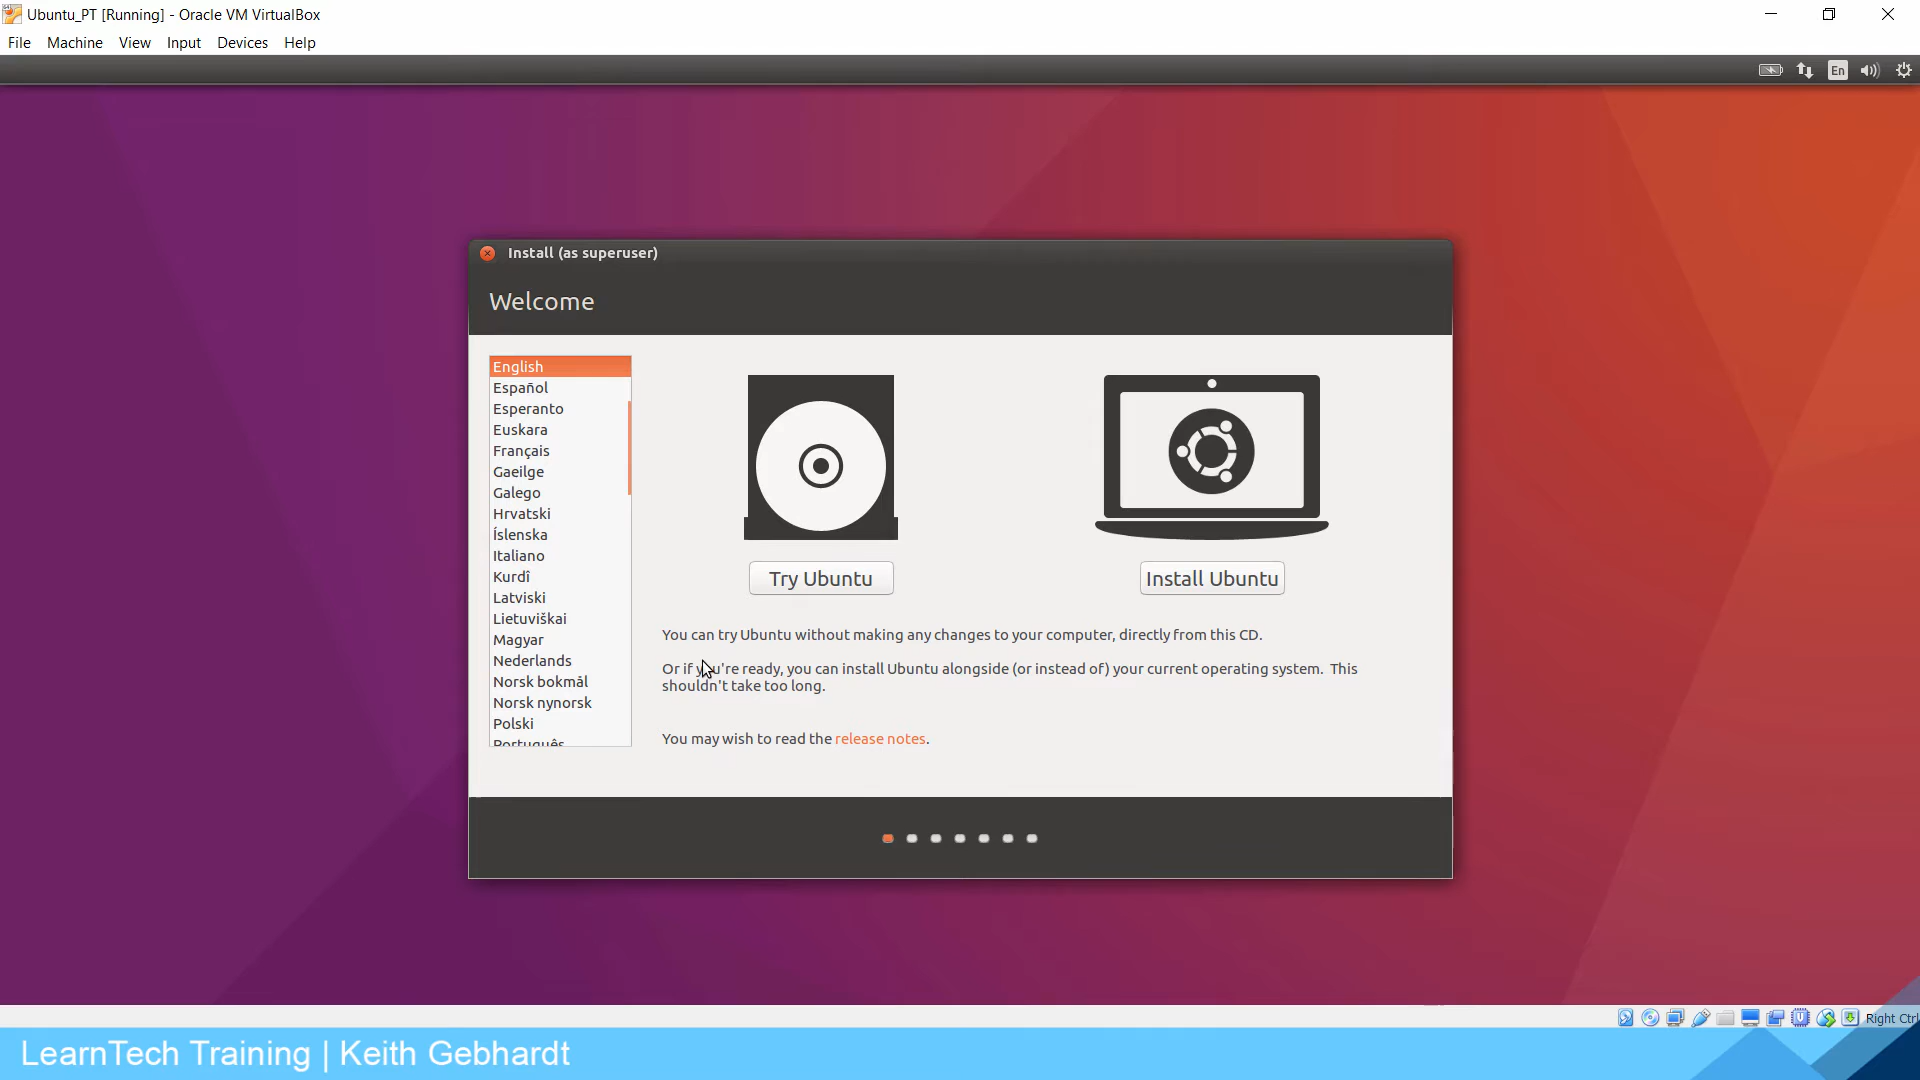 Ubuntu_PT [Running] - Oracle VM VirtualBox
File Machine View Input Devices Help
En
Install (as superuser)
Welcome
English
Español
Esperanto
Euskara
Français
Gaeilge
Galego
Hrvatski
Íslenska
Italiano
Kurdî
Latviski
Lietuviškai
Magyar
Nederlands
Norsk bokmål
Norsk nynorsk
Polski
Português
Try Ubuntu
Install Ubuntu
You can try Ubuntu without making any changes to your computer, directly from this CD.
Or if you're ready, you can install Ubuntu alongside (or instead of) your current operating system. This
shouldn't take too long.
You may wish to read the release notes.
Right Ctrl
LearnTech Training | Keith Gebhardt